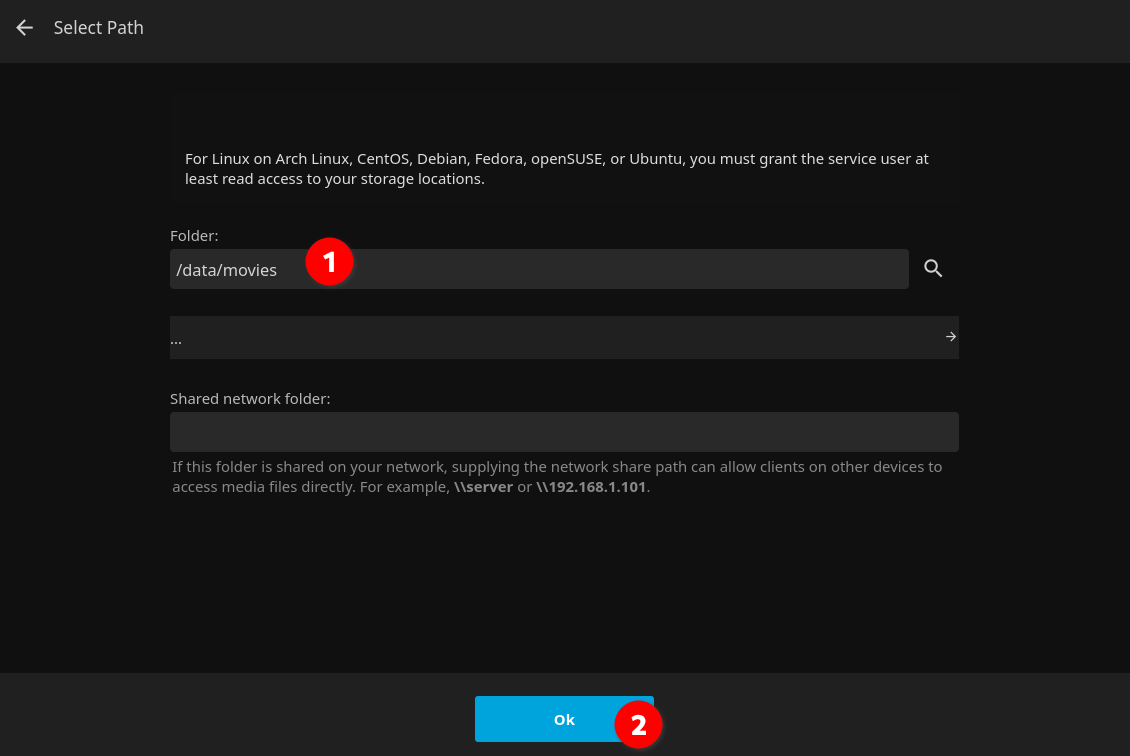 Select Path
For Linux on Arch Linux, CentOS, Debian, Fedora, openSUSE, or Ubuntu, you must grant the service user at
least read access to your storage locations.
Folder:
/data/movies
1
...
Shared network folder:
If this folder is shared on your network, supplying the network share path can allow clients on other devices to
access media files directly. For example, \\server or \\192.168.1.101.
Ok
2